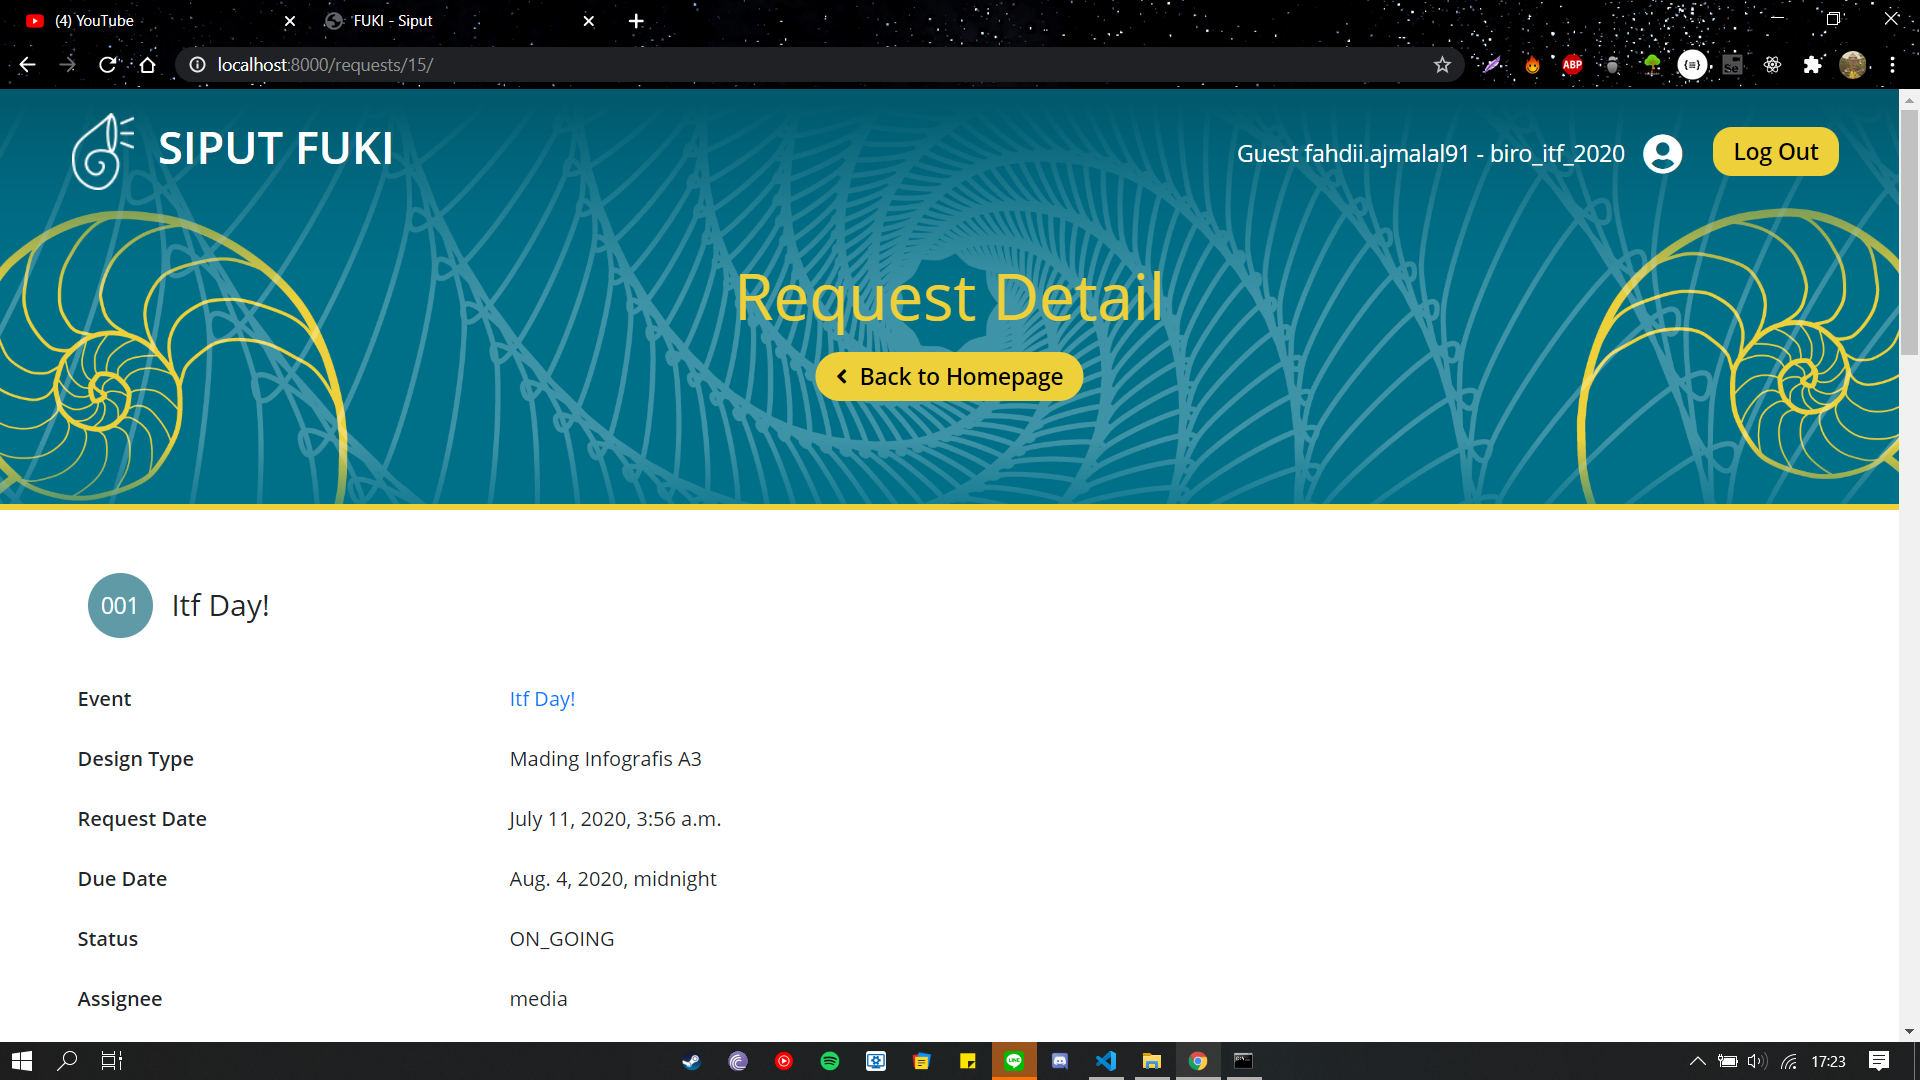 (4) YouTube
FUKI - Siput
localhost:8000/requests/15/
ABP
Se
SIPUT FUKI
Guest fahdii.ajmalal91 - biro_itf_2020
Log Out
Request Detail
Back to Homepage
001 Itf Day!
Event Itf Day!
Design Type Mading Infografis A3
Request Date July 11, 2020, 3:56 a.m.
Due Date Aug. 4, 2020, midnight
Status ON_GOING
Assignee media
LINE
17:23